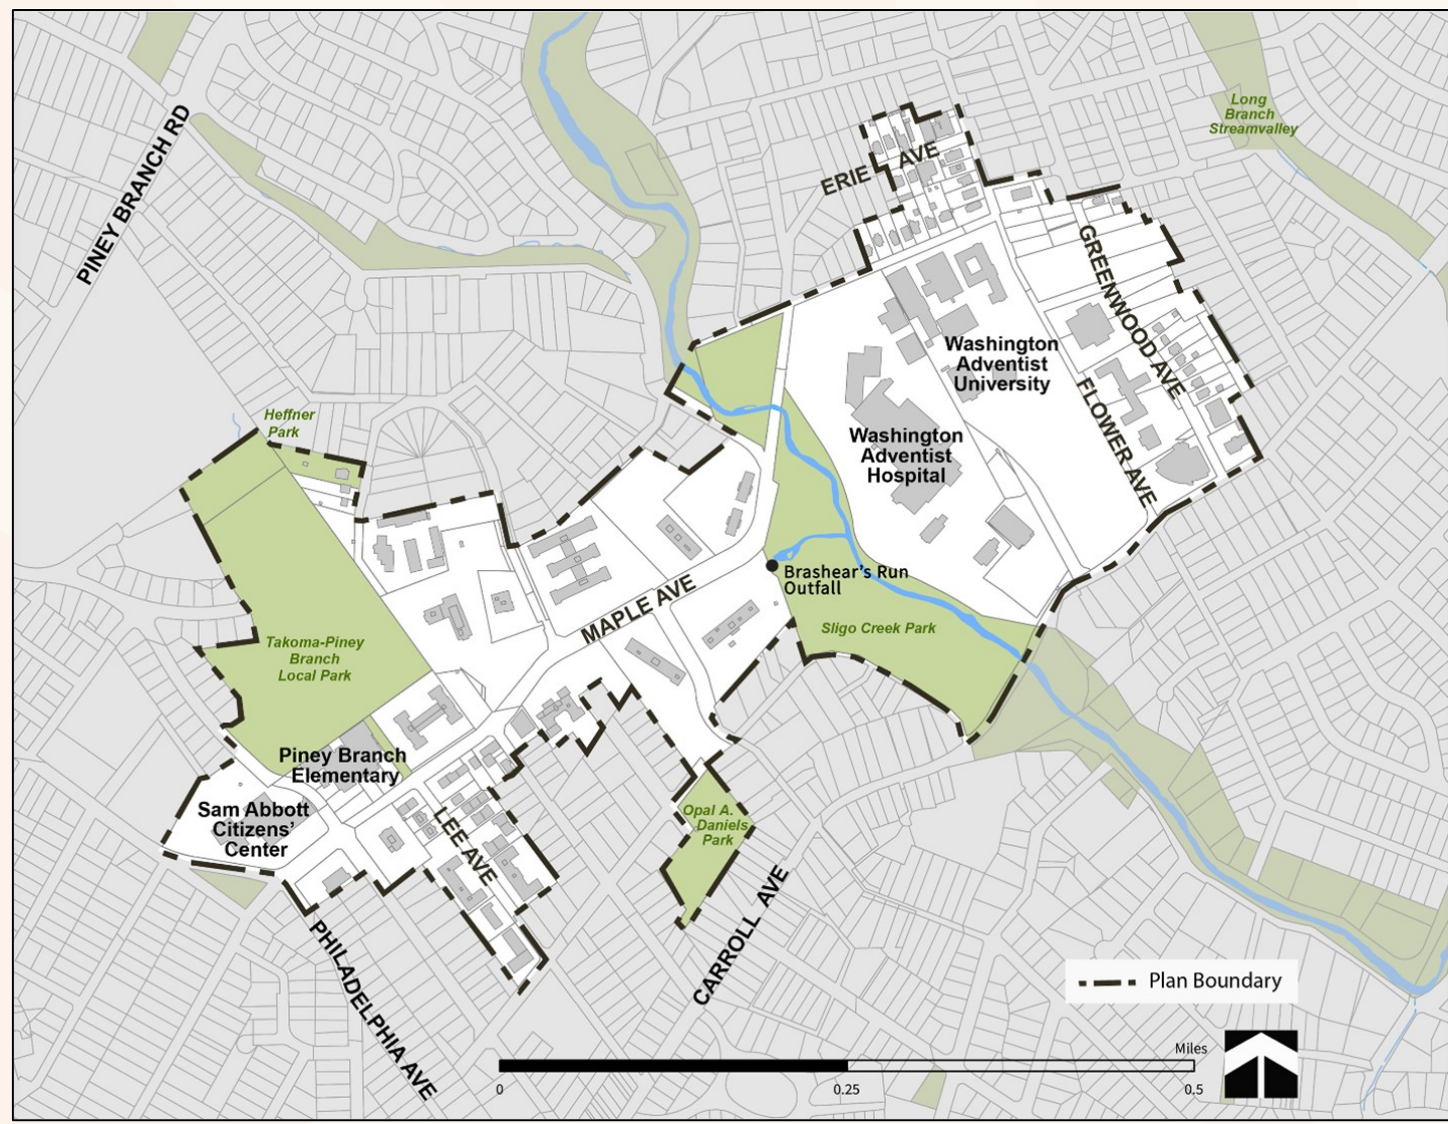 Long
Branch
Streamvalley
PINEY BRANCH RD
ERIE AVE
GREENWOOD AVE
Washington
Adventist
University
FLOWER AVE
Heffner
Park
Washington
Adventist
Hospital
Brashear's Run
Outfall
MAPLE AVE
Sligo Creek Park
Takoma-Piney
Branch
Local Park
Piney Branch
Elementary
Sam Abbott
Citizens'
Center
LEE AVE
Opal A.
Daniels
Park
CARROLL AVE
PHILADELPHIA AVE
Plan Boundary
Miles
0
0.25
0.5